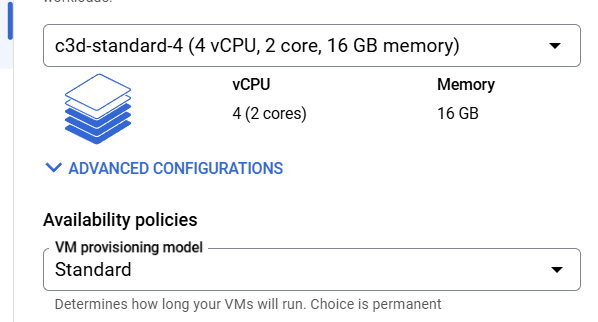 c3d-standard-4 (4 vCPU, 2 core, 16 GB memory)
vCPU Memory
4 (2 cores) 16 GB
ADVANCED CONFIGURATIONS
Availability policies
VM provisioning model
Standard
Determines how long your VMs will run. Choice is permanent